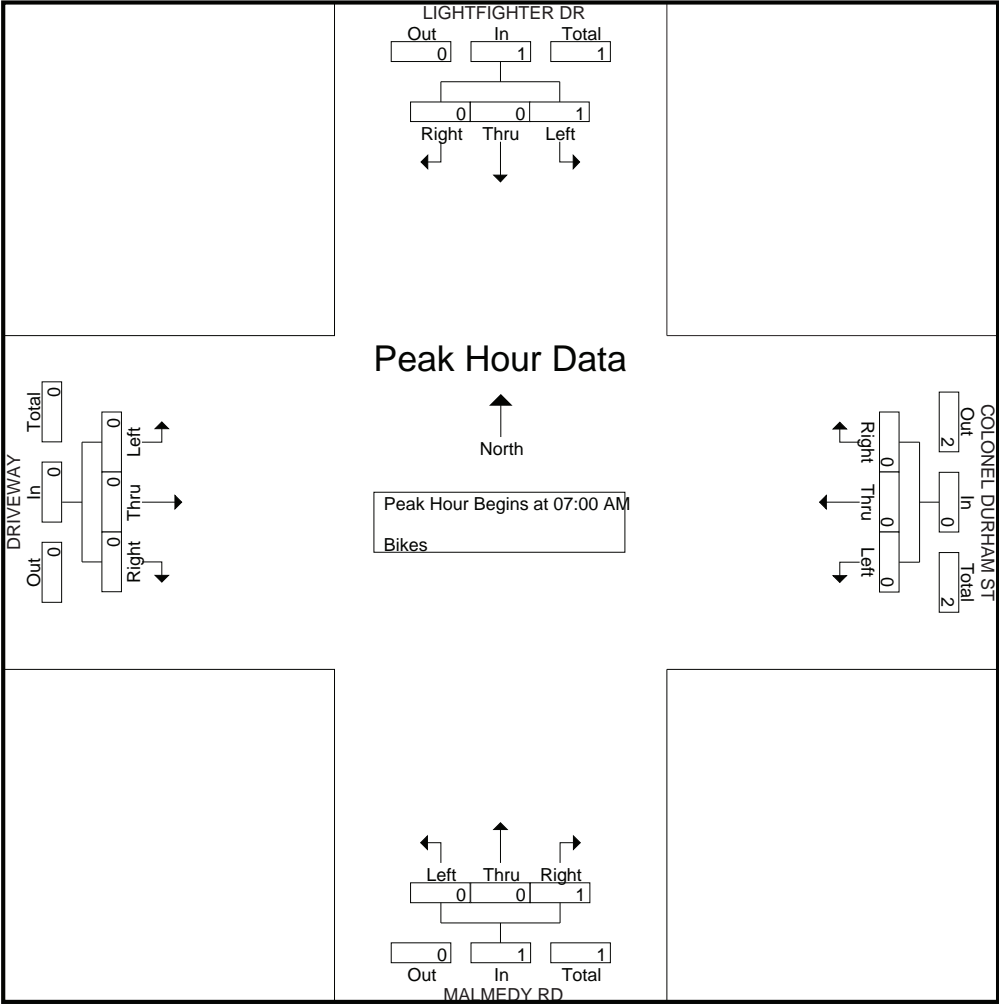 LIGHTFIGHTER DR
Out In Total
0 1 1
0 0 1
Right Thru Left
Peak Hour Data
North
Peak Hour Begins at 07:00 AM
Bikes
DRIVEWAY
Out In Total
0 0 0
0 0 0
Right Thru Left
COLONEL DURHAM ST
Out In Total
2 0 2
0 0 0
Right Thru Left
Left Thru Right
0 0 1
0 1 1
Out In Total
MALMEDY RD